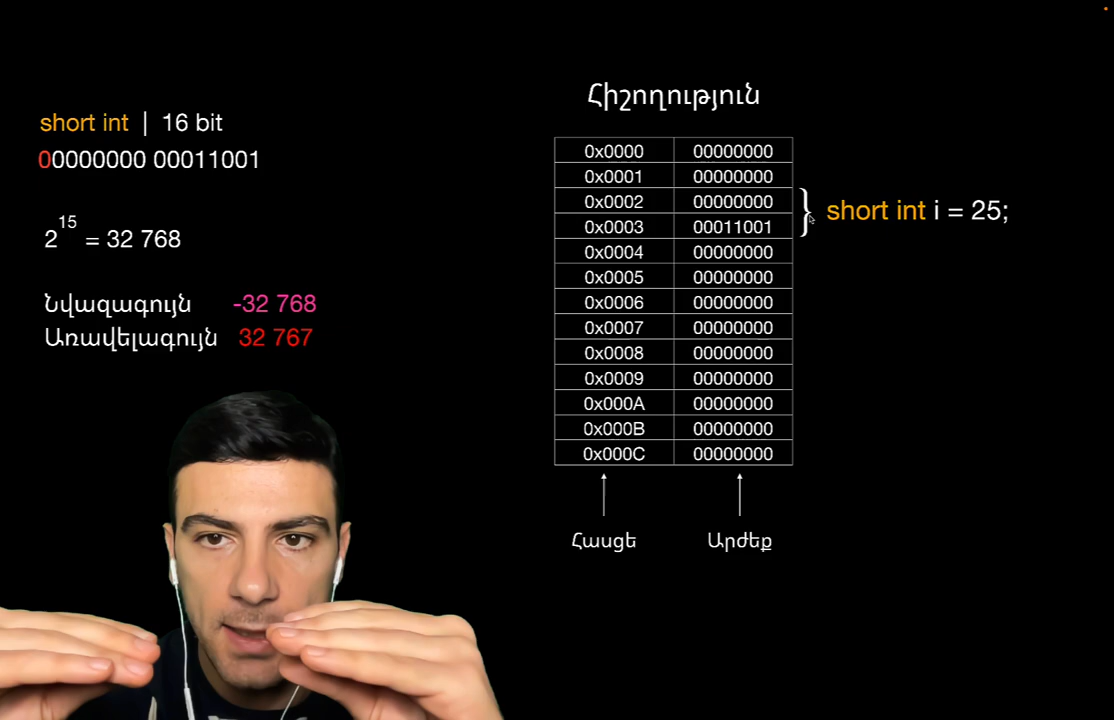 short int | 16 bit
00000000 00011001
2^15 = 32 768
Նվազագույն -32 768
Առավելագույն 32 767
Հիշողություն
0x0000 00000000
0x0001 00000000
0x0002 00000000
0x0003 00011001
0x0004 00000000
0x0005 00000000
0x0006 00000000
0x0007 00000000
0x0008 00000000
0x0009 00000000
0x000A 00000000
0x000B 00000000
0x000C 00000000
short int i = 25;
Հասցե Արժեք